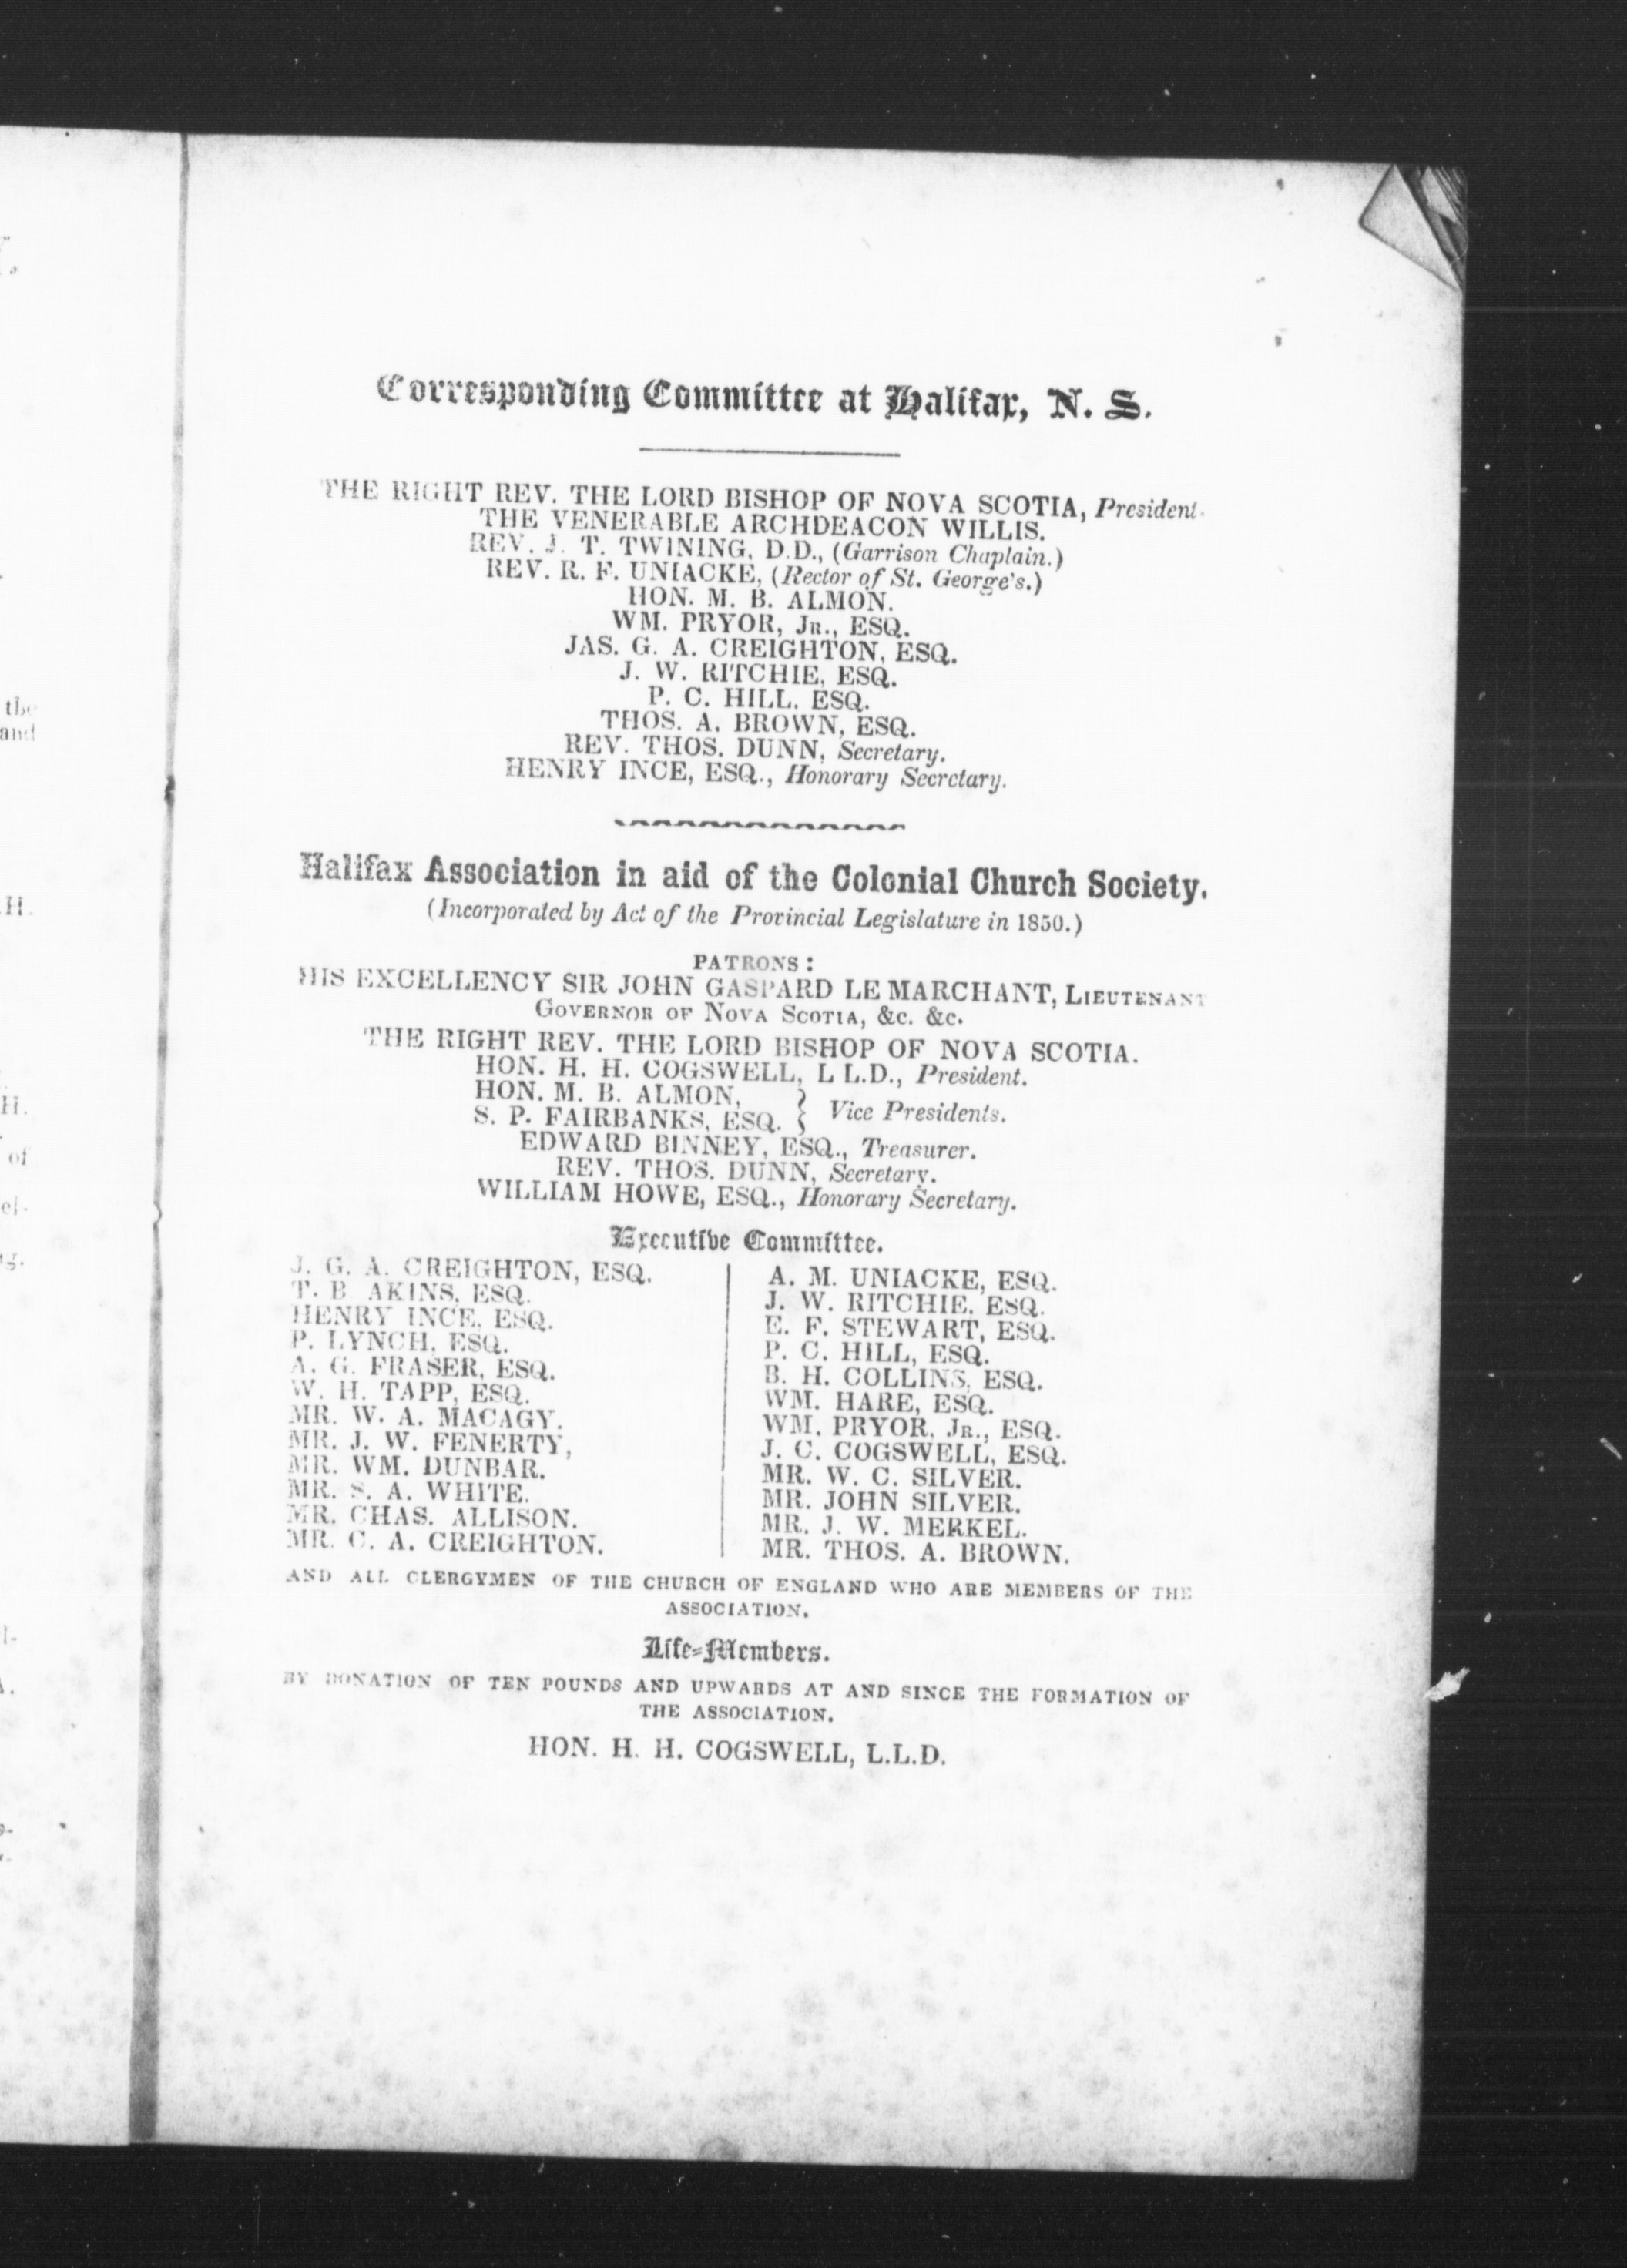 Corresponding Committee at Halifax, N. S.
THE RIGHT REV. THE LORD BISHOP OF NOVA SCOTIA, President.
THE VENERABLE ARCHDEACON WILLIS.
REV. J. T. TWINING, D.D., (Garrison Chaplain.)
REV. R. F. UNIACKE, (Rector of St. George's.)
HON. M. B. ALMON.
WM. PRYOR, JR., ESQ.
JAS. G. A. CREIGHTON, ESQ.
J. W. RITCHIE, ESQ.
P. C. HILL, ESQ.
THOS. A. BROWN, ESQ.
REV. THOS. DUNN, Secretary.
HENRY INCE, ESQ., Honorary Secretary.
Halifax Association in aid of the Colonial Church Society.
(Incorporated by Act of the Provincial Legislature in 1850.)
PATRONS:
HIS EXCELLENCY SIR JOHN GASPARD LE MARCHANT, LIEUTENANT
GOVERNOR OF NOVA SCOTIA, &c. &c.
THE RIGHT REV. THE LORD BISHOP OF NOVA SCOTIA.
HON. H. H. COGSWELL, L L.D., President.
HON. M. B. ALMON,
S. P. FAIRBANKS, ESQ. } Vice Presidents.
EDWARD BINNEY, ESQ., Treasurer.
REV. THOS. DUNN, Secretary.
WILLIAM HOWE, ESQ., Honorary Secretary.
Executive Committee.
J. G. A. CREIGHTON, ESQ.
T. B AKINS, ESQ.
HENRY INCE, ESQ.
P. LYNCH, ESQ.
A. G. FRASER, ESQ.
W. H. TAPP, ESQ.
MR. W. A. MACAGY.
MR. J. W. FENERTY,
MR. WM. DUNBAR.
MR. S. A. WHITE.
MR. CHAS. ALLISON.
MR. C. A. CREIGHTON.
A. M. UNIACKE, ESQ.
J. W. RITCHIE, ESQ.
E. F. STEWART, ESQ.
P. C. HILL, ESQ.
B. H. COLLINS, ESQ.
WM. HARE, ESQ.
WM. PRYOR, JR., ESQ.
J. C. COGSWELL, ESQ.
MR. W. C. SILVER.
MR. JOHN SILVER.
MR. J. W. MERKEL.
MR. THOS. A. BROWN.
AND ALL CLERGYMEN OF THE CHURCH OF ENGLAND WHO ARE MEMBERS OF THE
ASSOCIATION.
Life-Members.
BY DONATION OF TEN POUNDS AND UPWARDS AT AND SINCE THE FORMATION OF
THE ASSOCIATION.
HON. H. H. COGSWELL, L.L.D.